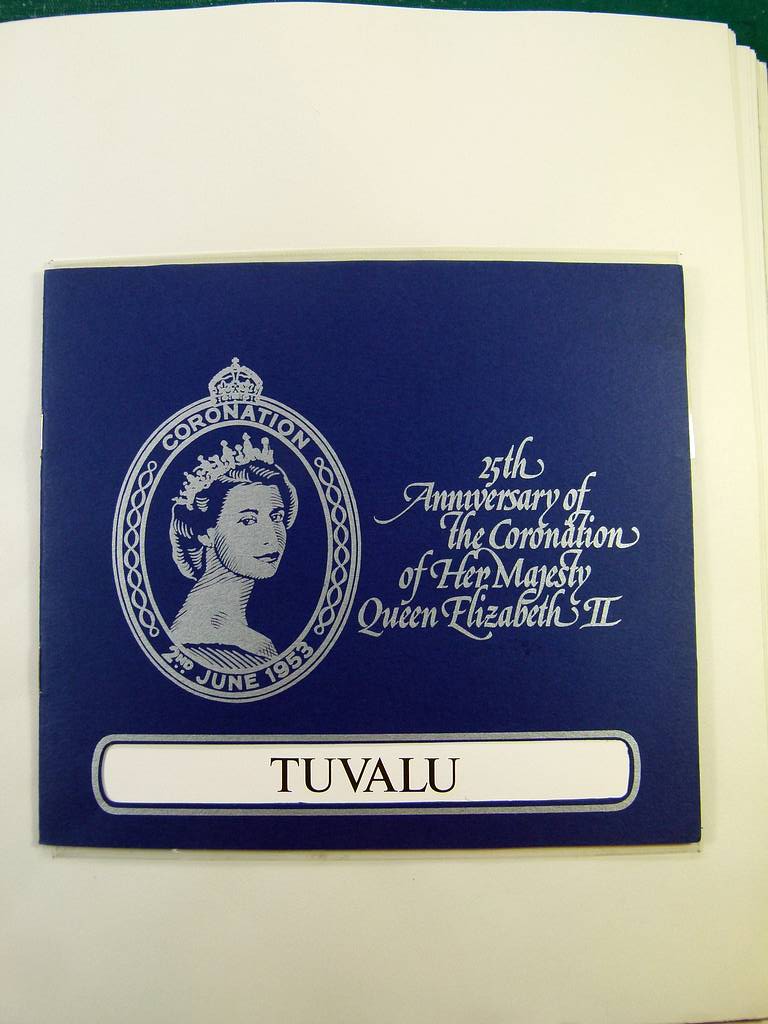 CORONATION
2ND JUNE 1953
25th
Anniversary of
the Coronation
of Her Majesty
Queen Elizabeth II
TUVALU